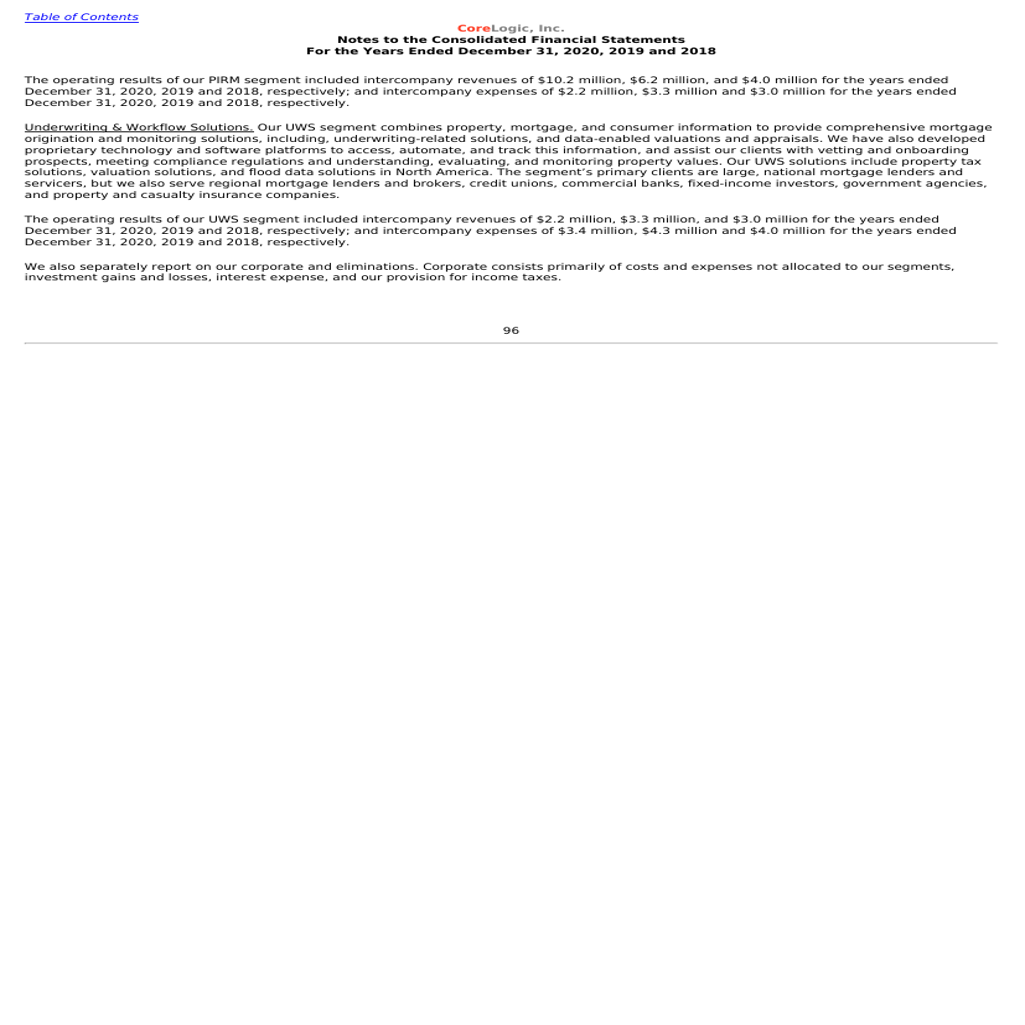 Table of Contents
CoreLogic, Inc.
Notes to the Consolidated Financial Statements
For the Years Ended December 31, 2020, 2019 and 2018
The operating results of our PIRM segment included intercompany revenues of $10.2 million, $6.2 million, and $4.0 million for the years ended
December 31, 2020, 2019 and 2018, respectively; and intercompany expenses of $2.2 million, $3.3 million and $3.0 million for the years ended
December 31, 2020, 2019 and 2018, respectively.
Underwriting & Workflow Solutions. Our UWS segment combines property, mortgage, and consumer information to provide comprehensive mortgage
origination and monitoring solutions, including, underwriting-related solutions, and data-enabled valuations and appraisals. We have also developed
proprietary technology and software platforms to access, automate, and track this information, and assist our clients with vetting and onboarding
prospects, meeting compliance regulations and understanding, evaluating, and monitoring property values. Our UWS solutions include property tax
solutions, valuation solutions, and flood data solutions in North America. The segment’s primary clients are large, national mortgage lenders and
servicers, but we also serve regional mortgage lenders and brokers, credit unions, commercial banks, fixed-income investors, government agencies,
and property and casualty insurance companies.
The operating results of our UWS segment included intercompany revenues of $2.2 million, $3.3 million, and $3.0 million for the years ended
December 31, 2020, 2019 and 2018, respectively; and intercompany expenses of $3.4 million, $4.3 million and $4.0 million for the years ended
December 31, 2020, 2019 and 2018, respectively.
We also separately report on our corporate and eliminations. Corporate consists primarily of costs and expenses not allocated to our segments,
investment gains and losses, interest expense, and our provision for income taxes.
96